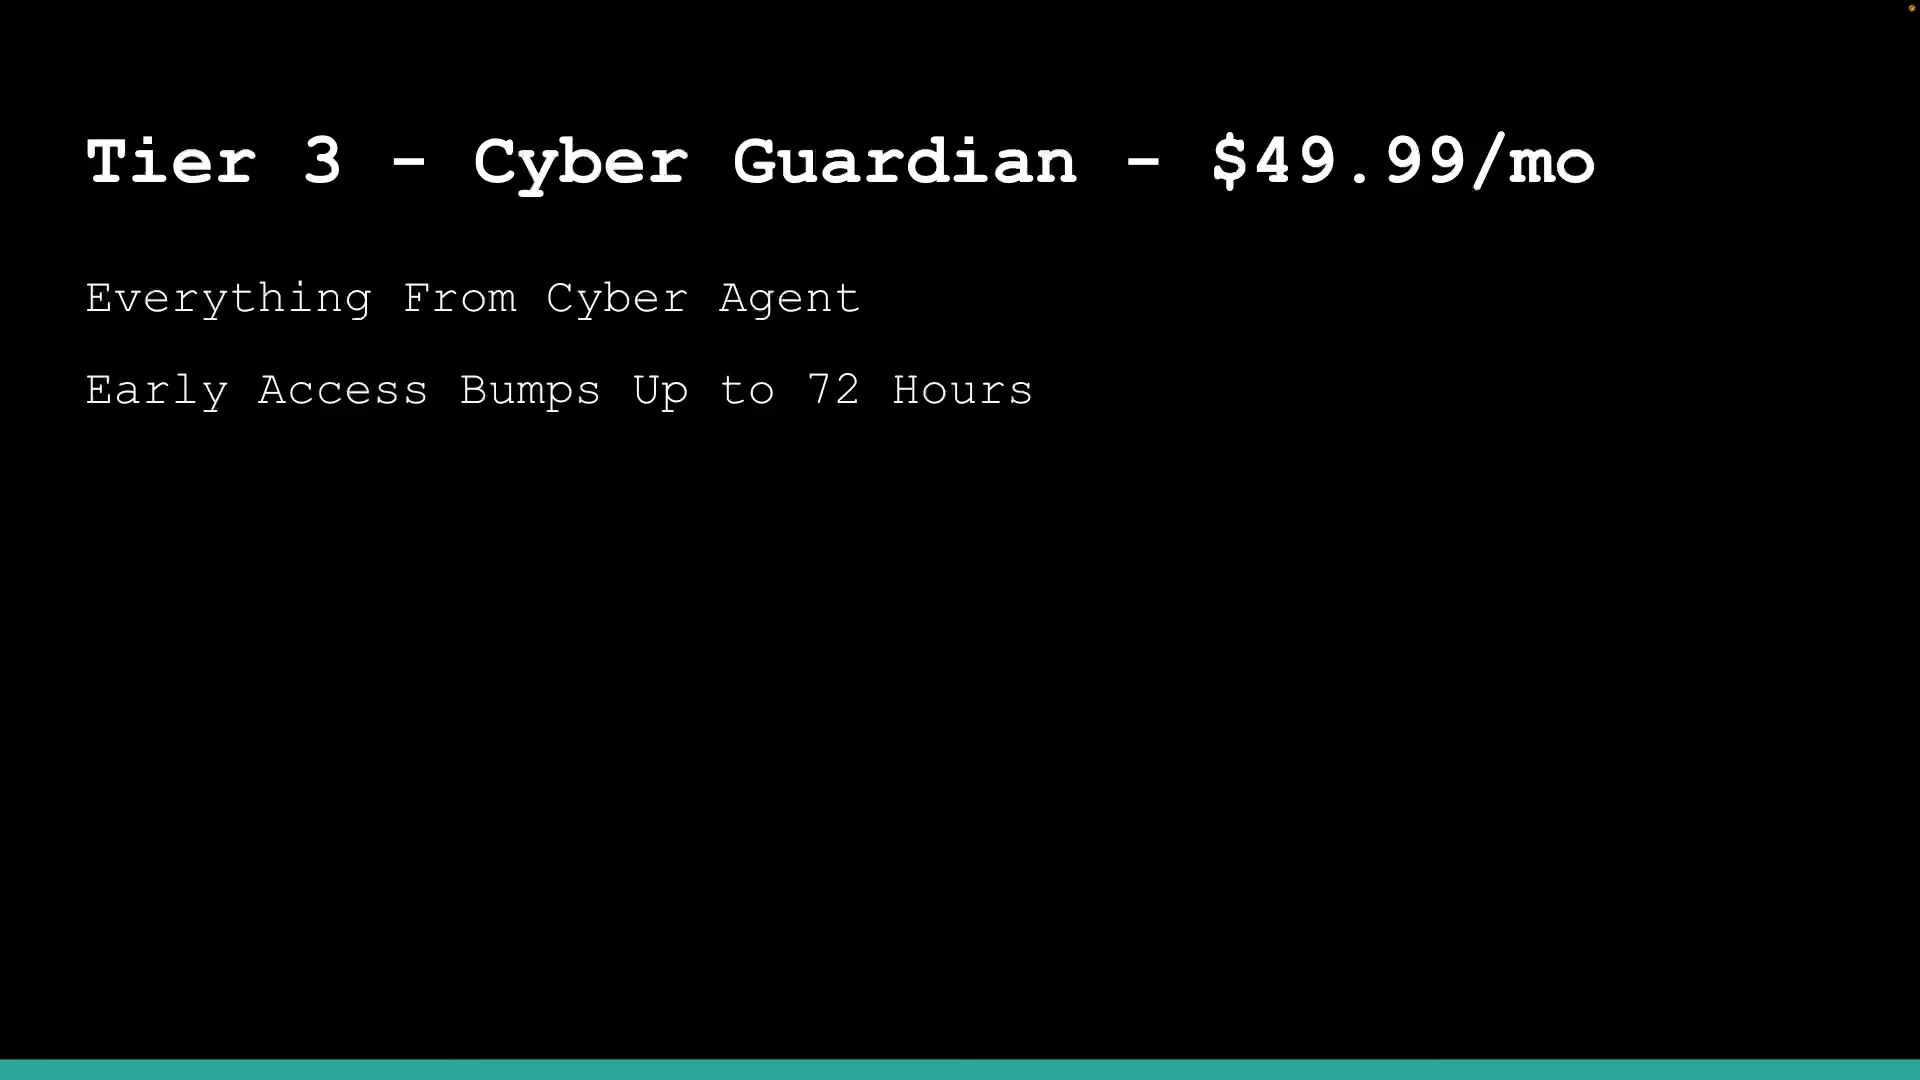 Tier 3 - Cyber Guardian - $49.99/mo
Everything From Cyber Agent
Early Access Bumps Up to 72 Hours